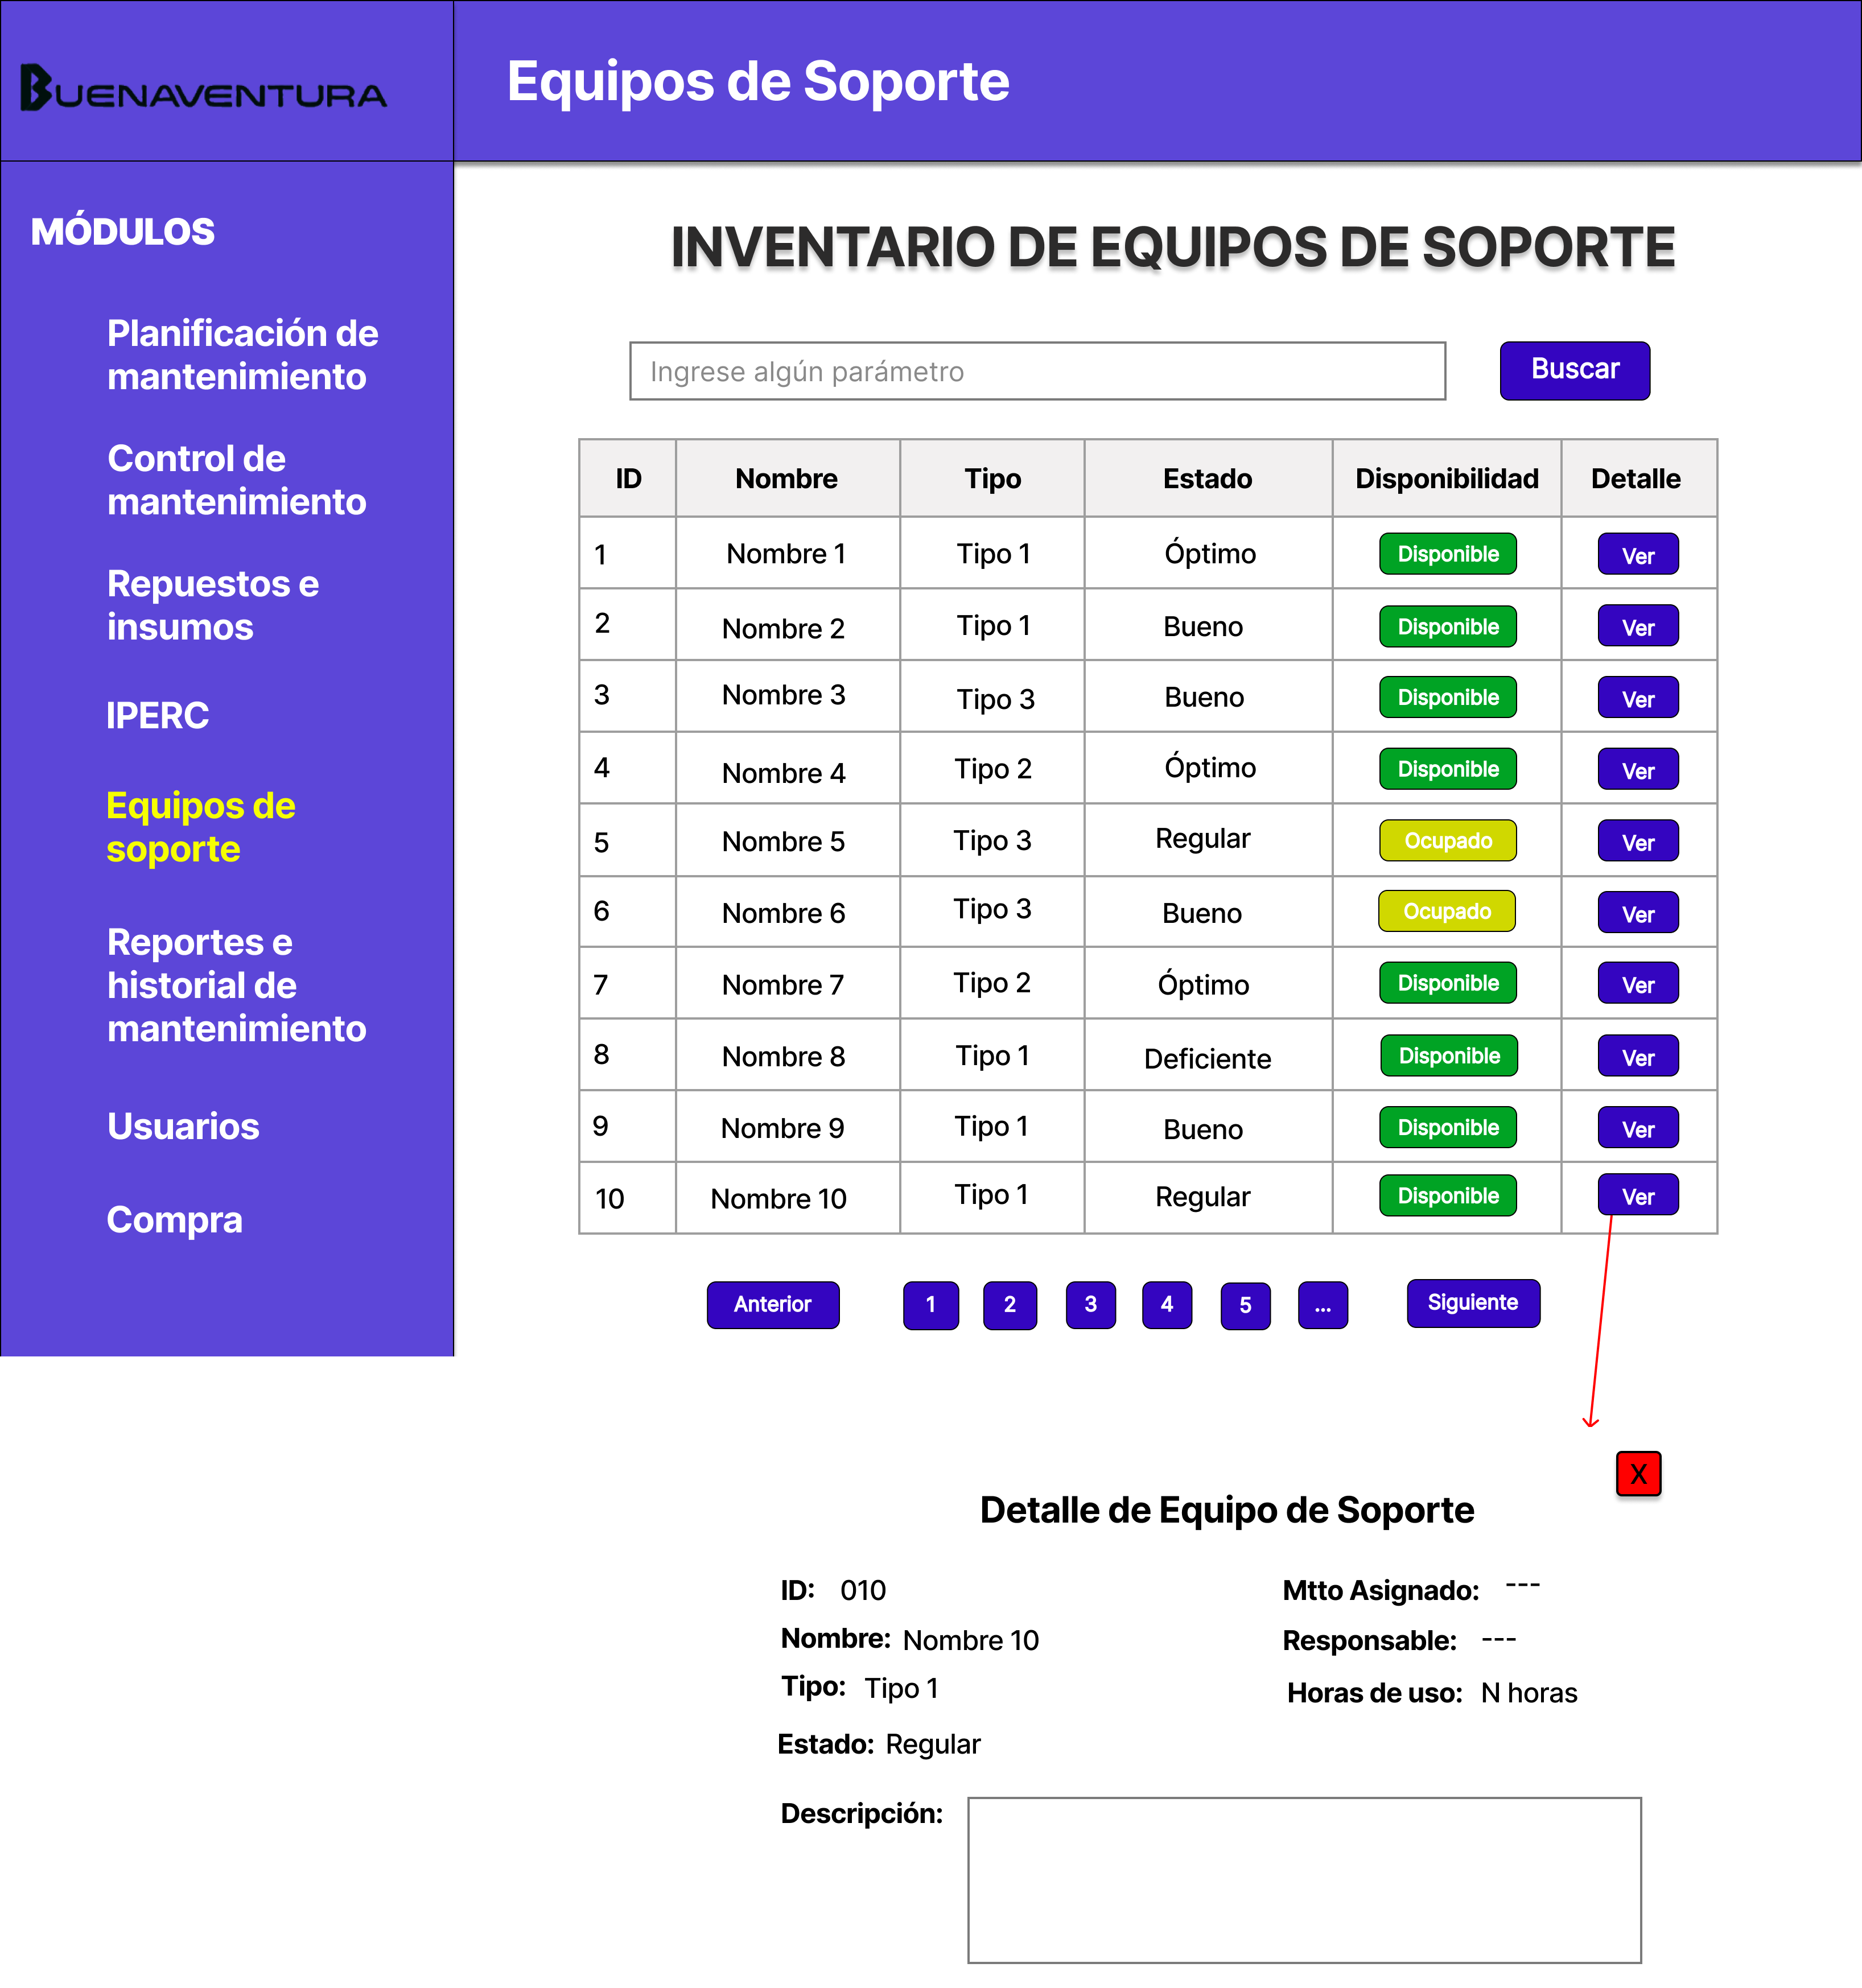 BUENAVENTURA
Equipos de Soporte
MÓDULOS
Planificación de
mantenimiento
Control de
mantenimiento
Repuestos e
insumos
IPERC
Equipos de
soporte
Reportes e
historial de
mantenimiento
Usuarios
Compra
INVENTARIO DE EQUIPOS DE SOPORTE
Ingrese algún parámetro Buscar
ID Nombre Tipo Estado Disponibilidad Detalle
1 Nombre 1 Tipo 1 Óptimo Disponible Ver
2 Nombre 2 Tipo 1 Bueno Disponible Ver
3 Nombre 3 Tipo 3 Bueno Disponible Ver
4 Nombre 4 Tipo 2 Óptimo Disponible Ver
5 Nombre 5 Tipo 3 Regular Ocupado Ver
6 Nombre 6 Tipo 3 Bueno Ocupado Ver
7 Nombre 7 Tipo 2 Óptimo Disponible Ver
8 Nombre 8 Tipo 1 Deficiente Disponible Ver
9 Nombre 9 Tipo 1 Bueno Disponible Ver
10 Nombre 10 Tipo 1 Regular Disponible Ver
Anterior 1 2 3 4 5 ... Siguiente
X
Detalle de Equipo de Soporte
ID: 010 Mtto Asignado: ---
Nombre: Nombre 10 Responsable: ---
Tipo: Tipo 1 Horas de uso: N horas
Estado: Regular
Descripción: